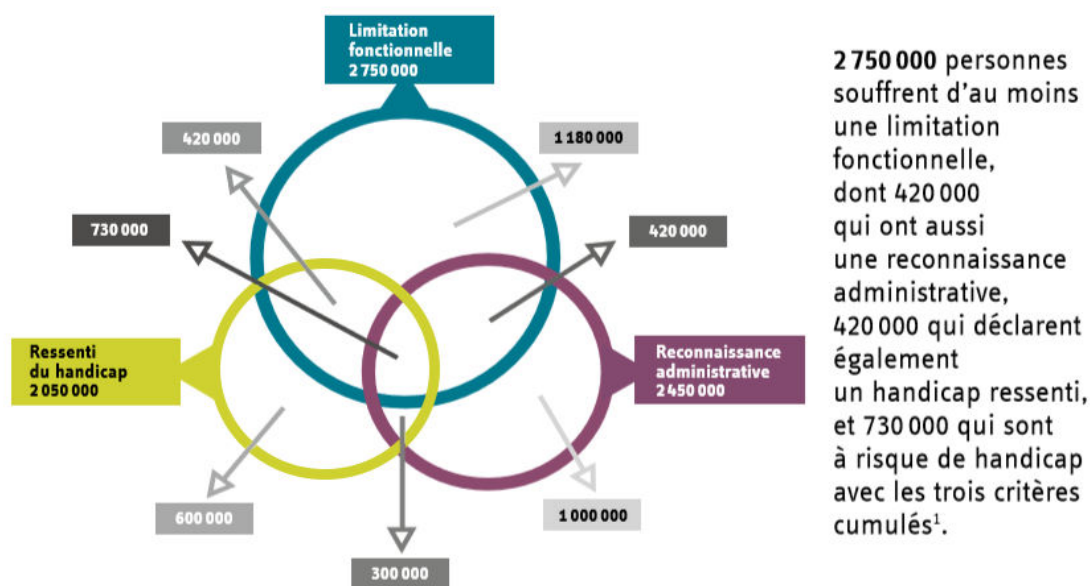 Limitation
fonctionnelle
2 750 000
420 000
1 180 000
730 000
420 000
Ressenti
du handicap
2 050 000
Reconnaissance
administrative
2 450 000
600 000
1 000 000
300 000
2 750 000 personnes
souffrent d'au moins
une limitation
fonctionnelle,
dont 420 000
qui ont aussi
une reconnaissance
administrative,
420 000 qui déclarent
également
un handicap ressenti,
et 730 000 qui sont
à risque de handicap
avec les trois critères
cumulés¹.